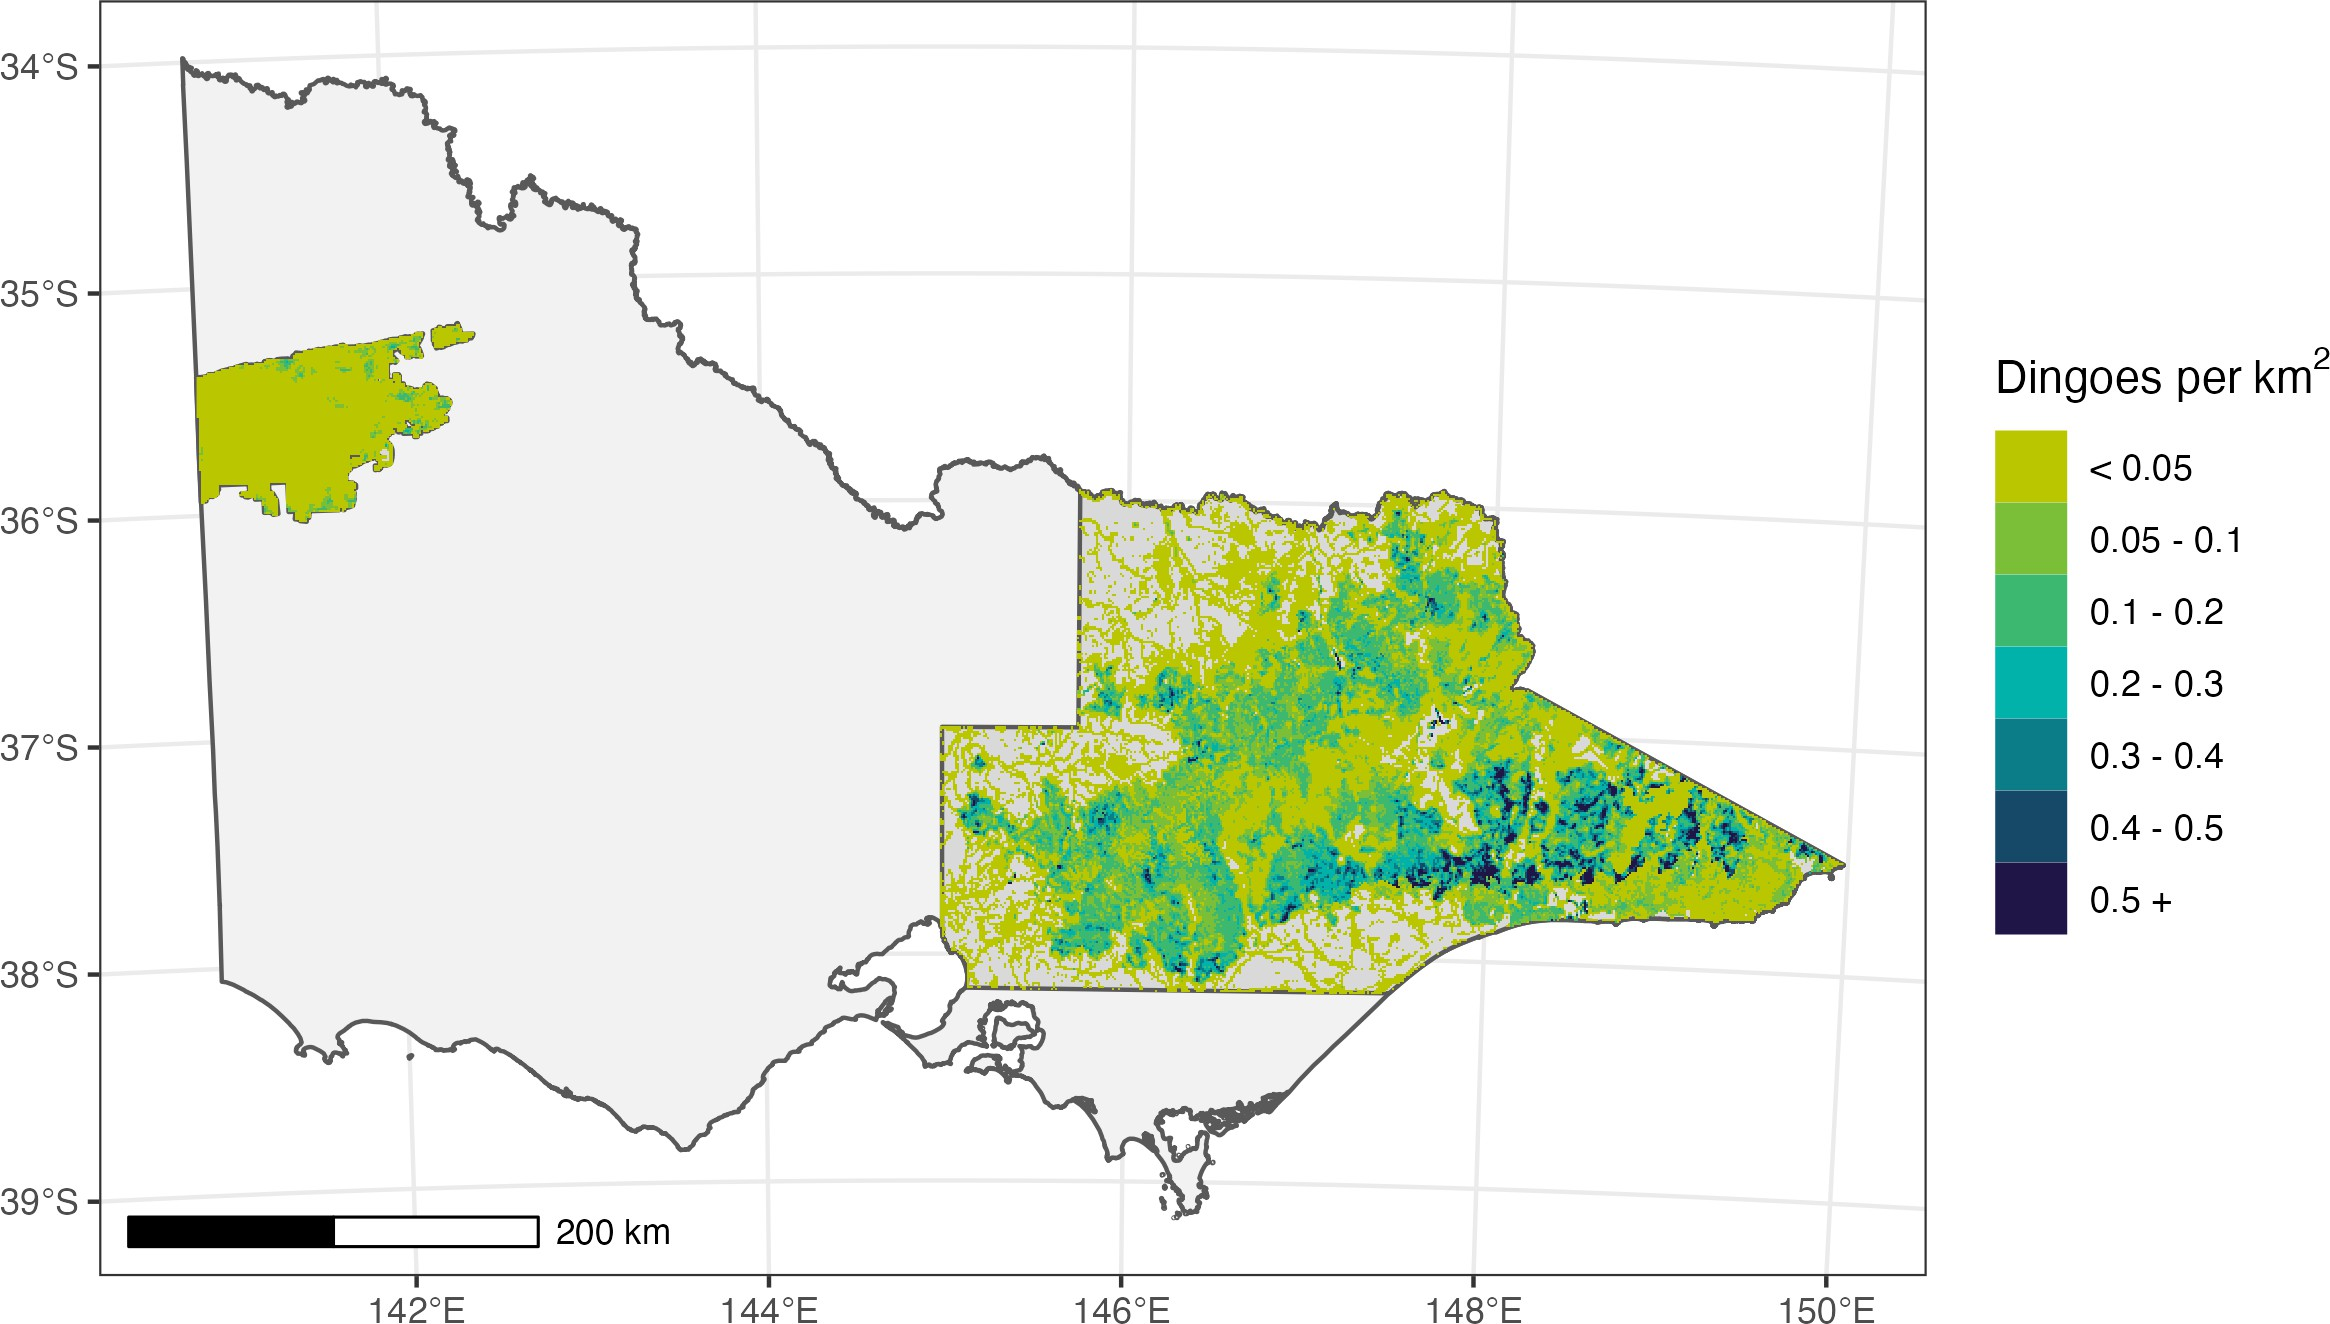 34°S
35°S
36°S
37°S
38°S
39°S
200 km
142°E
144°E
146°E
148°E
150°E
Dingoes per km²
< 0.05
0.05 - 0.1
0.1 - 0.2
0.2 - 0.3
0.3 - 0.4
0.4 - 0.5
0.5 +